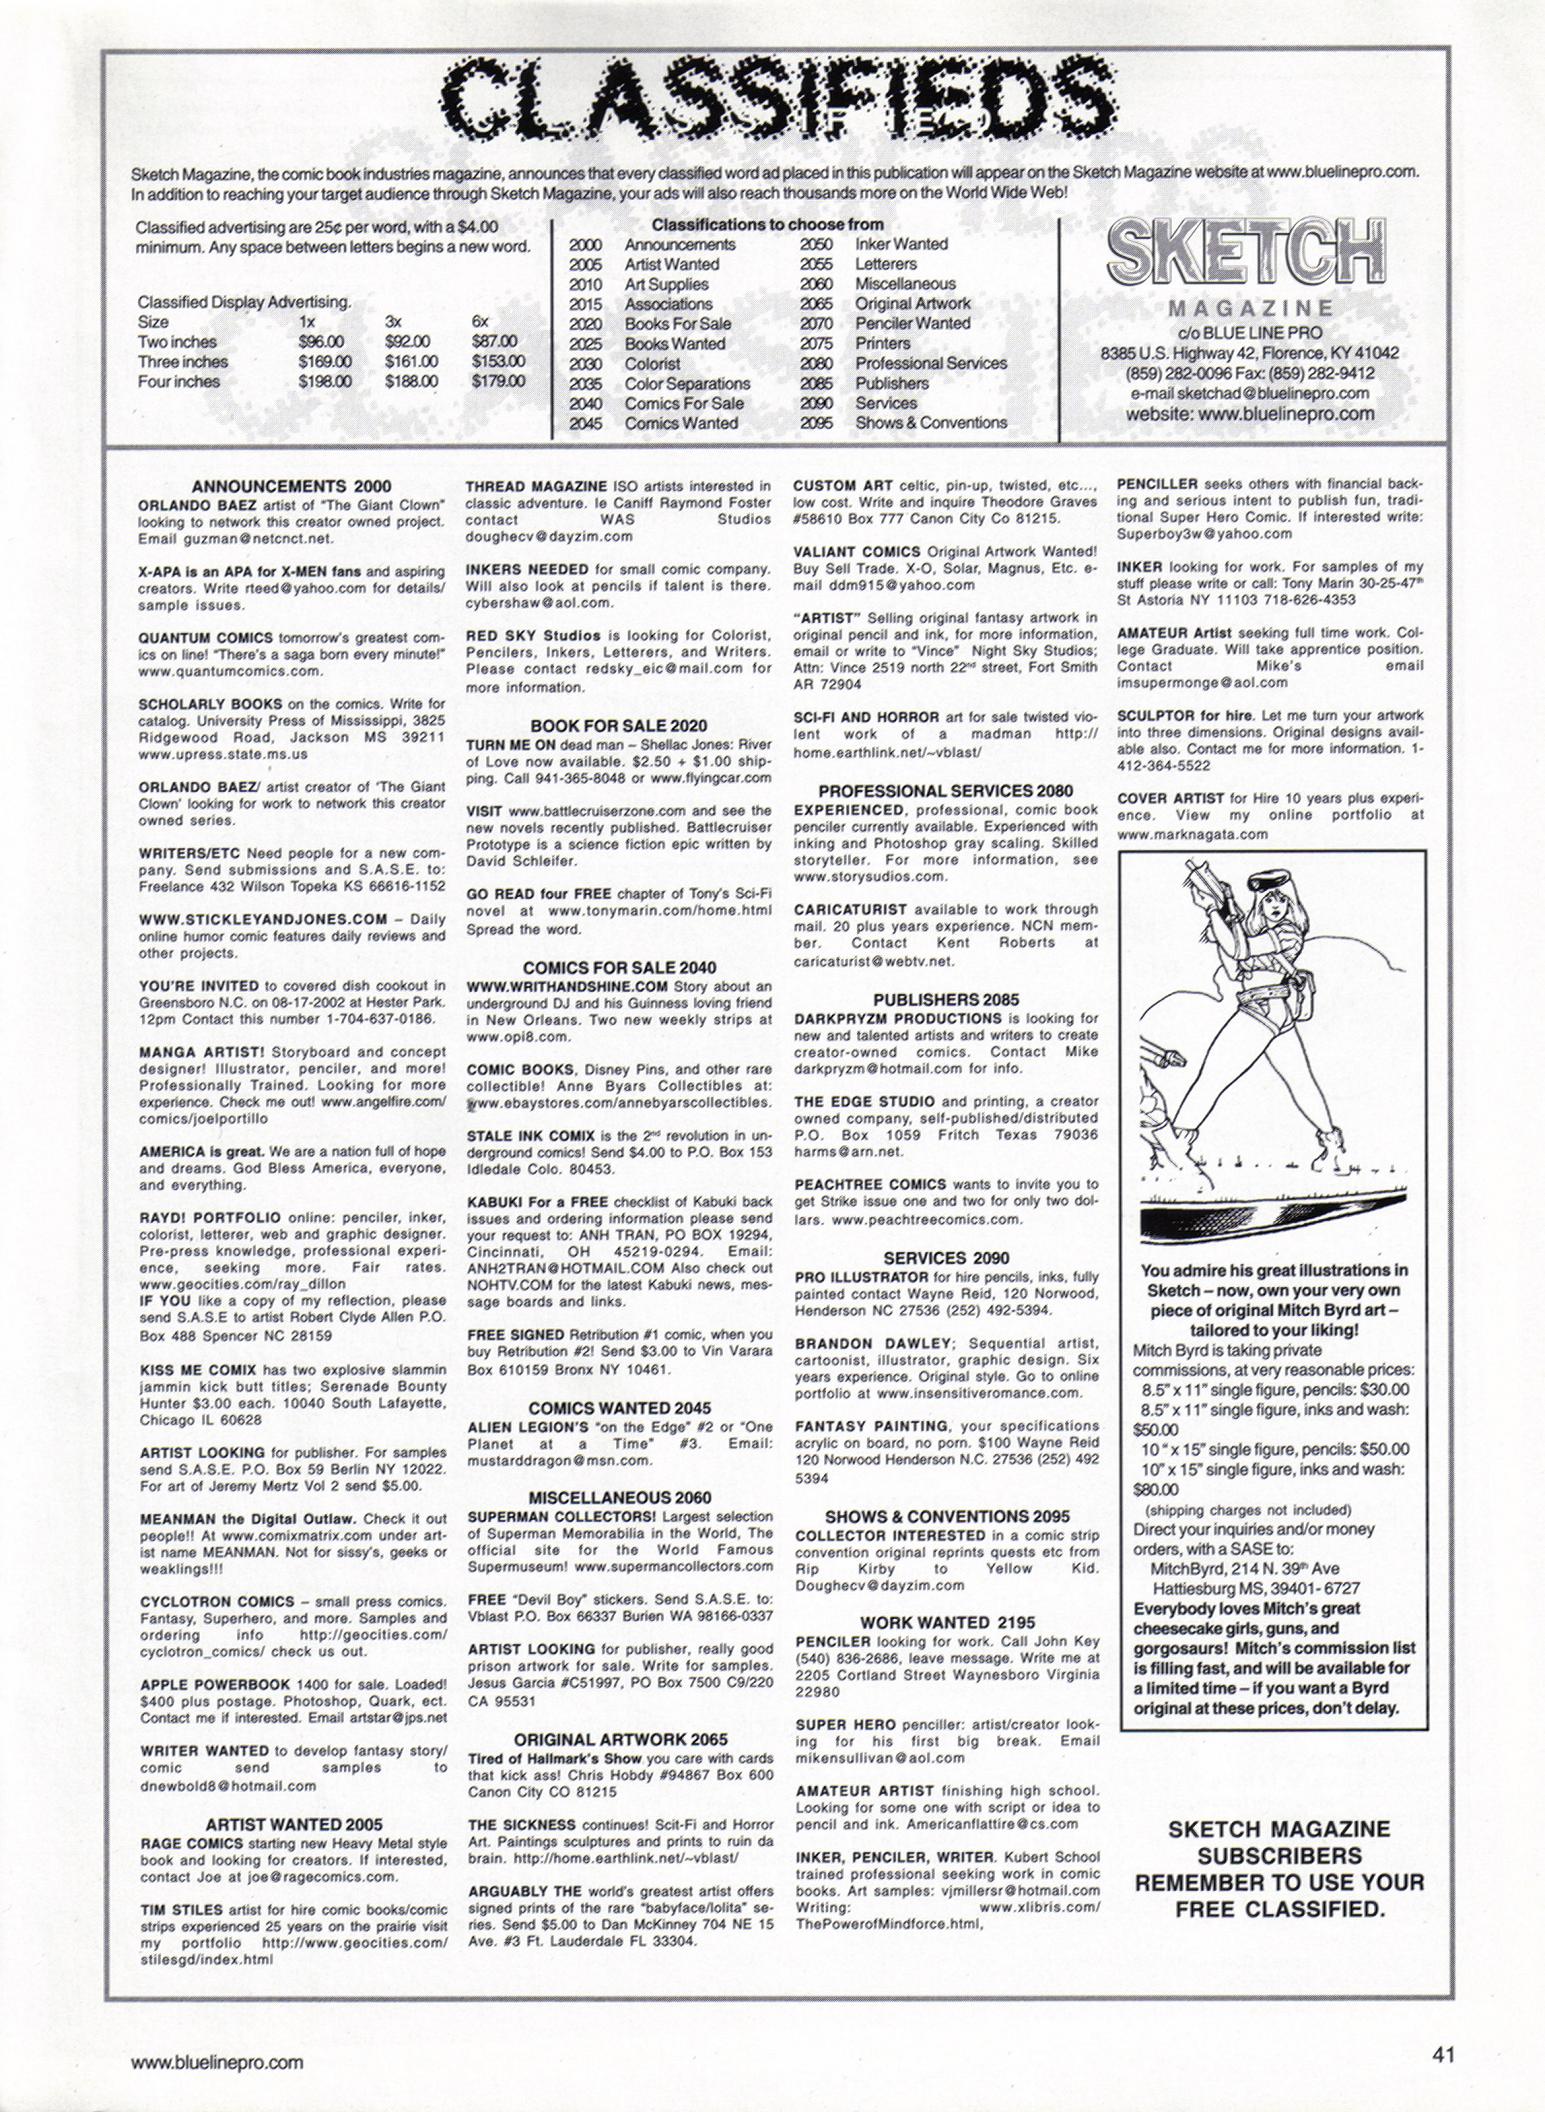 CLASSIFIEDS
Sketch Magazine, the comic book industries magazine, announces that every classified word ad placed in this publication will appear on the Sketch Magazine website at www.bluelinepro.com.
In addition to reaching your target audience through Sketch Magazine, your ads will also reach thousands more on the World Wide Web!
Classified advertising are 25¢ per word, with a $4.00
minimum. Any space between letters begins a new word.
Classified Display Advertising.
Size 1x 3x 6x
Two inches $96.00 $92.00 $87.00
Three inches $169.00 $161.00 $153.00
Four inches $198.00 $188.00 $179.00
Classifications to choose from
2000 Announcements 2050 Inker Wanted
2005 Artist Wanted 2055 Letterers
2010 Art Supplies 2060 Miscellaneous
2015 Associations 2065 Original Artwork
2020 Books For Sale 2070 Penciler Wanted
2025 Books Wanted 2075 Printers
2030 Colorist 2080 Professional Services
2035 Color Separations 2085 Publishers
2040 Comics For Sale 2090 Services
2045 Comics Wanted 2095 Shows & Conventions
SKETCH
MAGAZINE
c/o BLUE LINE PRO
8385 U.S. Highway 42, Florence, KY 41042
(859) 282-0096 Fax: (859) 282-9412
e-mail sketchad@bluelinepro.com
website: www.bluelinepro.com
ANNOUNCEMENTS 2000
ORLANDO BAEZ artist of "The Giant Clown"
looking to network this creator owned project.
Email guzman@netcnct.net.
X-APA is an APA for X-MEN fans and aspiring
creators. Write rteed@yahoo.com for details/
sample issues.
QUANTUM COMICS tomorrow's greatest com-
ics on line! "There's a saga born every minute!"
www.quantumcomics.com.
SCHOLARLY BOOKS on the comics. Write for
catalog. University Press of Mississippi, 3825
Ridgewood Road, Jackson MS 39211
www.upress.state.ms.us
ORLANDO BAEZ/ artist creator of 'The Giant
Clown' looking for work to network this creator
owned series.
WRITERS/ETC Need people for a new com-
pany. Send submissions and S.A.S.E. to:
Freelance 432 Wilson Topeka KS 66616-1152
WWW.STICKLEYANDJONES.COM – Daily
online humor comic features daily reviews and
other projects.
YOU'RE INVITED to covered dish cookout in
Greensboro N.C. on 08-17-2002 at Hester Park.
12pm Contact this number 1-704-637-0186.
MANGA ARTIST! Storyboard and concept
designer! Illustrator, penciler, and more!
Professionally Trained. Looking for more
experience. Check me out! www.angelfire.com/
comics/joelportillo
AMERICA is great. We are a nation full of hope
and dreams. God Bless America, everyone,
and everything.
RAYD! PORTFOLIO online: penciler, inker,
colorist, letterer, web and graphic designer.
Pre-press knowledge, professional experi-
ence, seeking more. Fair rates.
www.geocities.com/ray_dillon
IF YOU like a copy of my reflection, please
send S.A.S.E to artist Robert Clyde Allen P.O.
Box 488 Spencer NC 28159
KISS ME COMIX has two explosive slammin
jammin kick butt titles; Serenade Bounty
Hunter $3.00 each. 10040 South Lafayette,
Chicago IL 60628
ARTIST LOOKING for publisher. For samples
send S.A.S.E. P.O. Box 59 Berlin NY 12022.
For art of Jeremy Mertz Vol 2 send $5.00.
MEANMAN the Digital Outlaw. Check it out
people!! At www.comixmatrix.com under art-
ist name MEANMAN. Not for sissy's, geeks or
weaklings!!!
CYCLOTRON COMICS – small press comics.
Fantasy, Superhero, and more. Samples and
ordering info http://geocities.com/
cyclotron_comics/ check us out.
APPLE POWERBOOK 1400 for sale. Loaded!
$400 plus postage. Photoshop, Quark, ect.
Contact me if interested. Email artstar@jps.net
WRITER WANTED to develop fantasy story/
comic send samples to
dnewbold8@hotmail.com
ARTIST WANTED 2005
RAGE COMICS starting new Heavy Metal style
book and looking for creators. If interested,
contact Joe at joe@ragecomics.com.
TIM STILES artist for hire comic books/comic
strips experienced 25 years on the prairie visit
my portfolio http://www.geocities.com/
stilesgd/index.html
THREAD MAGAZINE ISO artists interested in
classic adventure. Ie Caniff Raymond Foster
contact WAS Studios
doughecv@dayzim.com
INKERS NEEDED for small comic company.
Will also look at pencils if talent is there.
cybershaw@aol.com.
RED SKY Studios is looking for Colorist,
Pencilers, Inkers, Letterers, and Writers.
Please contact redsky_eic@mail.com for
more information.
BOOK FOR SALE 2020
TURN ME ON dead man – Shellac Jones: River
of Love now available. $2.50 + $1.00 ship-
ping. Call 941-365-8048 or www.flyingcar.com
VISIT www.battlecruiserzone.com and see the
new novels recently published. Battlecruiser
Prototype is a science fiction epic written by
David Schleifer.
GO READ four FREE chapter of Tony's Sci-Fi
novel at www.tonymarin.com/home.html
Spread the word.
COMICS FOR SALE 2040
WWW.WRITHANDSHINE.COM Story about an
underground DJ and his Guinness loving friend
in New Orleans. Two new weekly strips at
www.opi8.com.
COMIC BOOKS, Disney Pins, and other rare
collectible! Anne Byars Collectibles at:
www.ebaystores.com/annebyarscollectibles.
STALE INK COMIX is the 2nd revolution in un-
derground comics! Send $4.00 to P.O. Box 153
Idledale Colo. 80453.
KABUKI For a FREE checklist of Kabuki back
issues and ordering information please send
your request to: ANH TRAN, PO BOX 19294,
Cincinnati, OH 45219-0294. Email:
ANH2TRAN@HOTMAIL.COM Also check out
NOHTV.COM for the latest Kabuki news, mes-
sage boards and links.
FREE SIGNED Retribution #1 comic, when you
buy Retribution #2! Send $3.00 to Vin Varara
Box 610159 Bronx NY 10461.
COMICS WANTED 2045
ALIEN LEGION'S "on the Edge" #2 or "One
Planet at a Time" #3. Email:
mustarddragon@msn.com.
MISCELLANEOUS 2060
SUPERMAN COLLECTORS! Largest selection
of Superman Memorabilia in the World, The
official site for the World Famous
Supermuseum! www.supermancollectors.com
FREE "Devil Boy" stickers. Send S.A.S.E. to:
Vblast P.O. Box 66337 Burien WA 98166-0337
ARTIST LOOKING for publisher, really good
prison artwork for sale. Write for samples.
Jesus Garcia #C51997, PO Box 7500 C9/220
CA 95531
ORIGINAL ARTWORK 2065
Tired of Hallmark's Show you care with cards
that kick ass! Chris Hobdy #94867 Box 600
Canon City CO 81215
THE SICKNESS continues! Scit-Fi and Horror
Art. Paintings sculptures and prints to ruin da
brain. http://home.earthlink.net/~vblast/
ARGUABLY THE world's greatest artist offers
signed prints of the rare "babyface/lolita" se-
ries. Send $5.00 to Dan McKinney 704 NE 15
Ave. #3 Ft. Lauderdale FL 33304.
CUSTOM ART celtic, pin-up, twisted, etc...,
low cost. Write and inquire Theodore Graves
#58610 Box 777 Canon City Co 81215.
VALIANT COMICS Original Artwork Wanted!
Buy Sell Trade. X-O, Solar, Magnus, Etc. e-
mail ddm915@yahoo.com
"ARTIST" Selling original fantasy artwork in
original pencil and ink, for more information,
email or write to "Vince" Night Sky Studios;
Attn: Vince 2519 north 22nd street, Fort Smith
AR 72904
SCI-FI AND HORROR art for sale twisted vio-
lent work of a madman http://
home.earthlink.net/~vblast/
PROFESSIONAL SERVICES 2080
EXPERIENCED, professional, comic book
penciler currently available. Experienced with
inking and Photoshop gray scaling. Skilled
storyteller. For more information, see
www.storysudios.com.
CARICATURIST available to work through
mail. 20 plus years experience. NCN mem-
ber. Contact Kent Roberts at
caricaturist@webtv.net.
PUBLISHERS 2085
DARKPRYZM PRODUCTIONS is looking for
new and talented artists and writers to create
creator-owned comics. Contact Mike
darkpryzm@hotmail.com for info.
THE EDGE STUDIO and printing, a creator
owned company, self-published/distributed
P.O. Box 1059 Fritch Texas 79036
harms@arn.net.
PEACHTREE COMICS wants to invite you to
get Strike issue one and two for only two dol-
lars. www.peachtreecomics.com.
SERVICES 2090
PRO ILLUSTRATOR for hire pencils, inks, fully
painted contact Wayne Reid, 120 Norwood,
Henderson NC 27536 (252) 492-5394.
BRANDON DAWLEY; Sequential artist,
cartoonist, illustrator, graphic design. Six
years experience. Original style. Go to online
portfolio at www.insensitiveromance.com.
FANTASY PAINTING, your specifications
acrylic on board, no porn. $100 Wayne Reid
120 Norwood Henderson N.C. 27536 (252) 492
5394
SHOWS & CONVENTIONS 2095
COLLECTOR INTERESTED in a comic strip
convention original reprints quests etc from
Rip Kirby to Yellow Kid.
Doughecv@dayzim.com
WORK WANTED 2195
PENCILER looking for work. Call John Key
(540) 836-2686, leave message. Write me at
2205 Cortland Street Waynesboro Virginia
22980
SUPER HERO penciller: artist/creator look-
ing for his first big break. Email
mikensullivan@aol.com
AMATEUR ARTIST finishing high school.
Looking for some one with script or idea to
pencil and ink. Americanflattire@cs.com
INKER, PENCILER, WRITER. Kubert School
trained professional seeking work in comic
books. Art samples: vjmillersr@hotmail.com
Writing: www.xlibris.com/
ThePowerofMindforce.html,
PENCILLER seeks others with financial back-
ing and serious intent to publish fun, tradi-
tional Super Hero Comic. If interested write:
Superboy3w@yahoo.com
INKER looking for work. For samples of my
stuff please write or call: Tony Marin 30-25-47th
St Astoria NY 11103 718-626-4353
AMATEUR Artist seeking full time work. Col-
lege Graduate. Will take apprentice position.
Contact Mike's email
imsupermonge@aol.com
SCULPTOR for hire. Let me turn your artwork
into three dimensions. Original designs avail-
able also. Contact me for more information. 1-
412-364-5522
COVER ARTIST for Hire 10 years plus experi-
ence. View my online portfolio at
www.marknagata.com
You admire his great illustrations in
Sketch – now, own your very own
piece of original Mitch Byrd art –
tailored to your liking!
Mitch Byrd is taking private
commissions, at very reasonable prices:
8.5" x 11" single figure, pencils: $30.00
8.5" x 11" single figure, inks and wash:
$50.00
10 " x 15" single figure, pencils: $50.00
10" x 15" single figure, inks and wash:
$80.00
(shipping charges not included)
Direct your inquiries and/or money
orders, with a SASE to:
MitchByrd, 214 N. 39th Ave
Hattiesburg MS, 39401- 6727
Everybody loves Mitch's great
cheesecake girls, guns, and
gorgosaurs! Mitch's commission list
is filling fast, and will be available for
a limited time – if you want a Byrd
original at these prices, don't delay.
SKETCH MAGAZINE
SUBSCRIBERS
REMEMBER TO USE YOUR
FREE CLASSIFIED.
www.bluelinepro.com
41